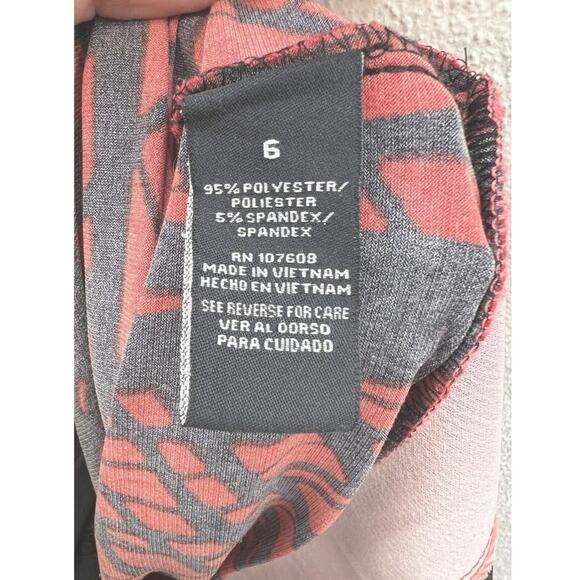 6
95% POLYESTER/
POLIESTER
5% SPANDEX/
SPANDEX
RN 107608
MADE IN VIETNAM
HECHO EN VIETNAM
SEE REVERSE FOR CARE
VER AL DORSO
PARA CUIDADO